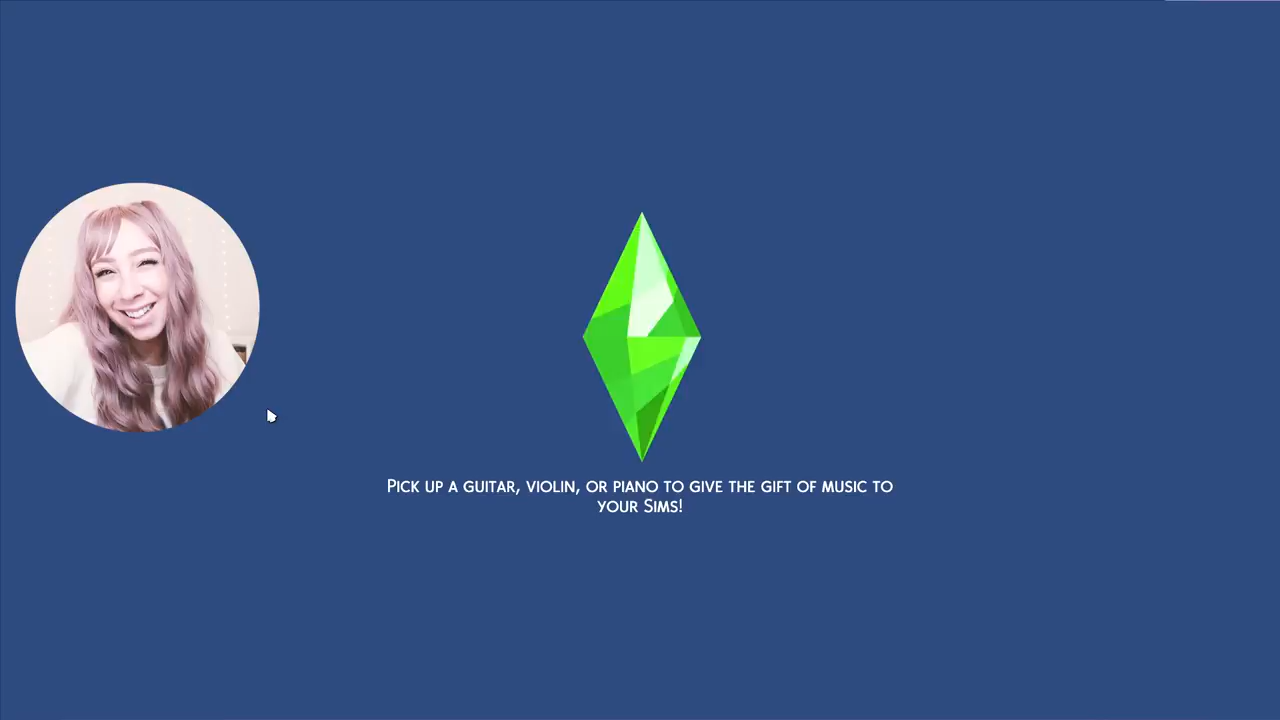 Pick up a guitar, violin, or piano to give the gift of music to
your Sims!